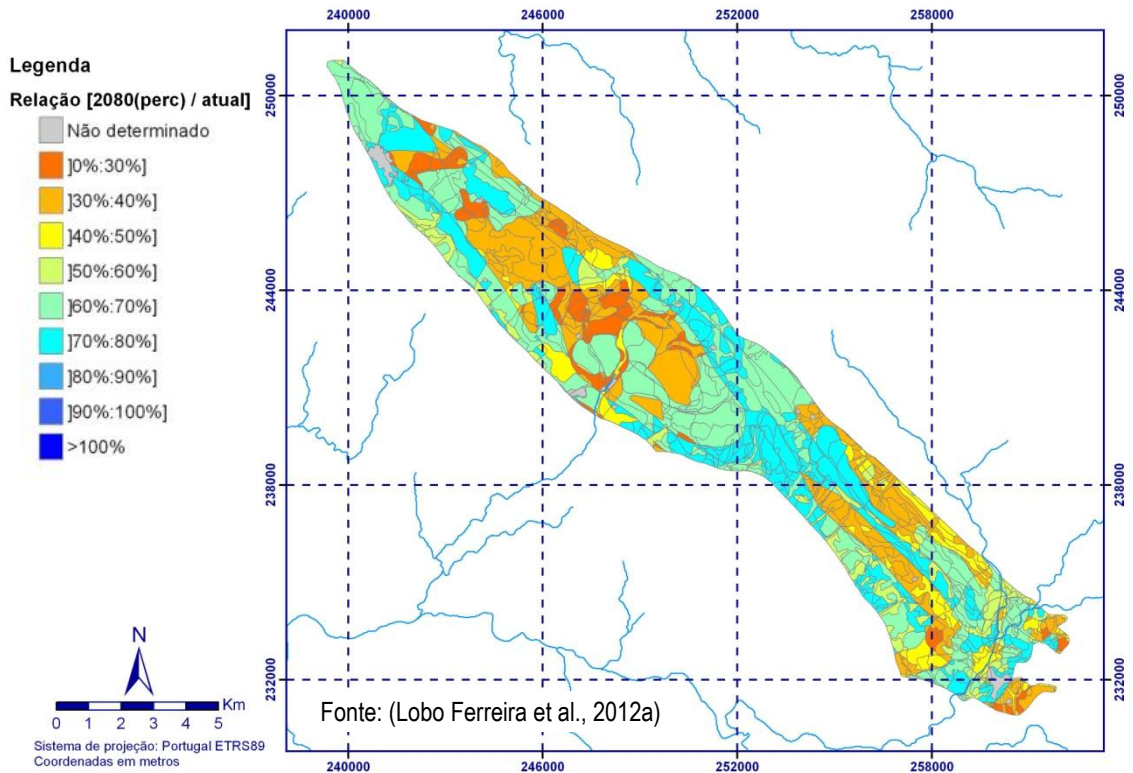 240000 246000 252000 258000
Legenda
Relação [2080(perc) / atual]
Não determinado
]0%:30%]
]30%:40%]
]40%:50%]
]50%:60%]
]60%:70%]
]70%:80%]
]80%:90%]
]90%:100%]
>100%
250000 250000
244000 244000
238000 238000
232000 232000
N
0 1 2 3 4 5 Km
Sistema de projeção: Portugal ETRS89
Coordenadas em metros
Fonte: (Lobo Ferreira et al., 2012a)
240000 246000 252000 258000